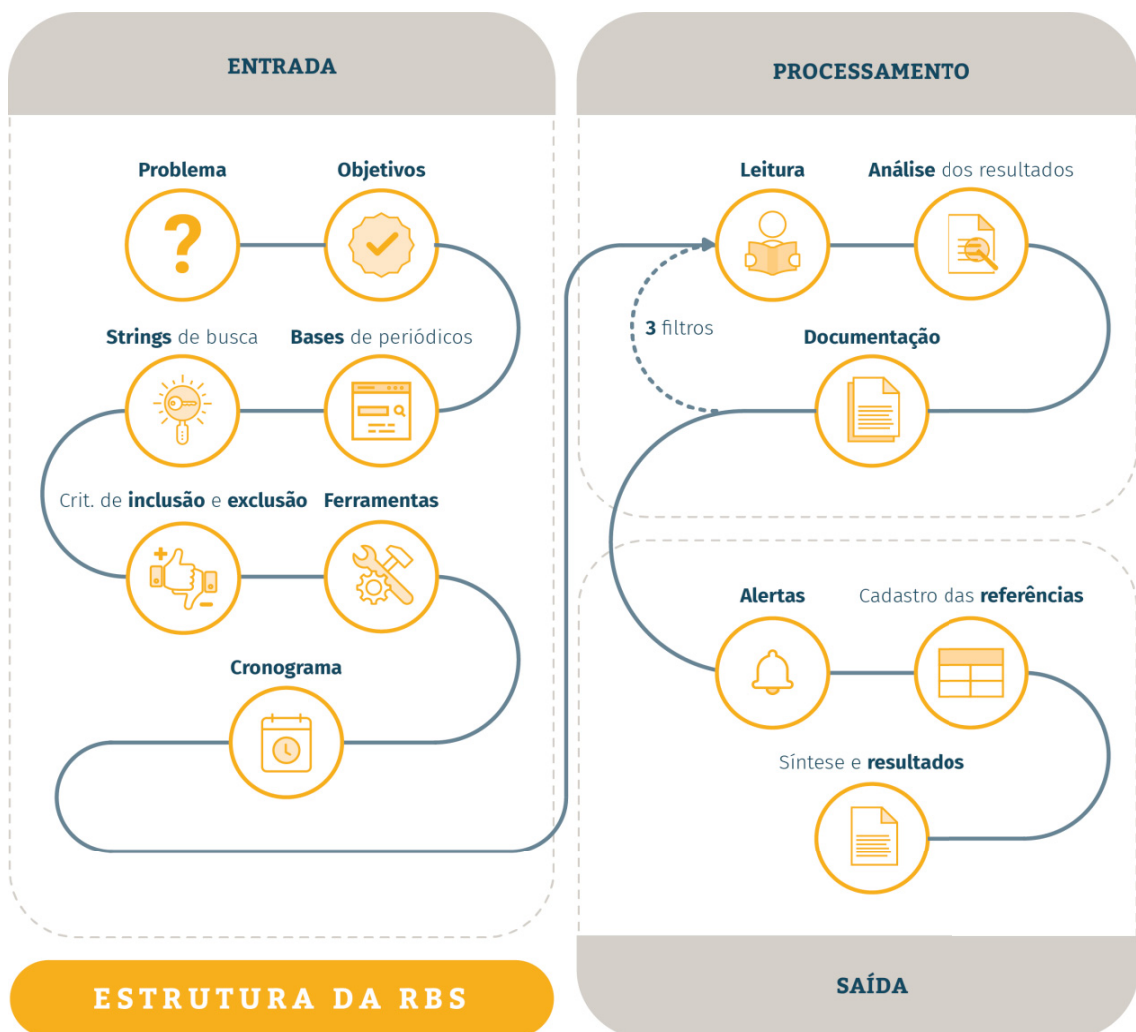 ENTRADA
Problema
Objetivos
Strings de busca
Bases de periódicos
Crit. de inclusão e exclusão
Ferramentas
Cronograma
ESTRUTURA DA RBS
PROCESSAMENTO
Leitura
Análise dos resultados
3 filtros
Documentação
Alertas
Cadastro das referências
Síntese e resultados
SAÍDA